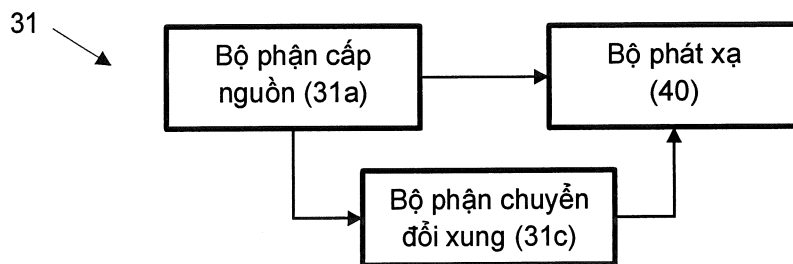 31
Bộ phận cấp
nguồn (31a)
Bộ phát xạ
(40)
Bộ phận chuyển
đổi xung (31c)